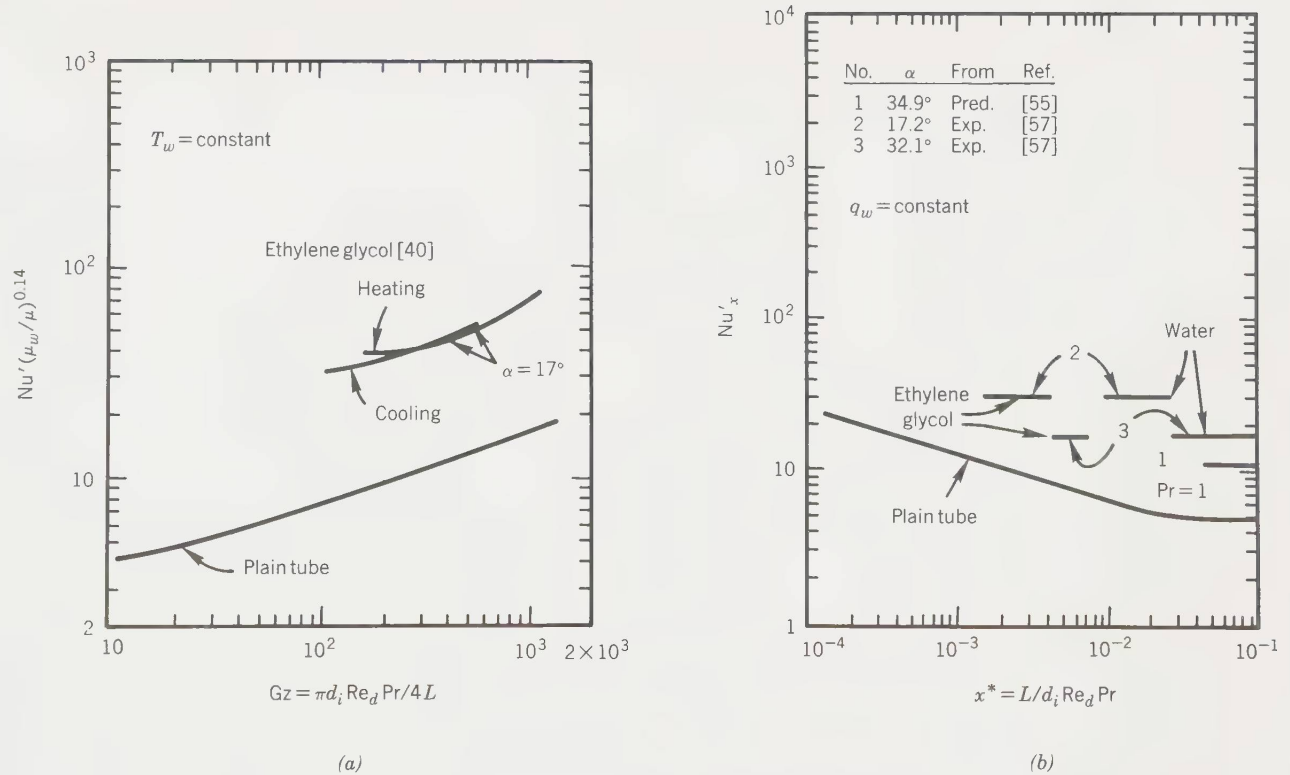 10³
T_w = constant
Ethylene glycol [40]
10²
Heating
α = 17°
Cooling
Nu′(μ_w/μ)^0.14
10
Plain tube
2
10 10² 10³ 2×10³
Gz = πd_i Re_d Pr/4L
(a)
10⁴
No. α From Ref.
1 34.9° Pred. [55]
2 17.2° Exp. [57]
3 32.1° Exp. [57]
10³
q_w = constant
Nu′_x
10²
Water
2
Ethylene
glycol
3
1
10
Pr = 1
Plain tube
1
10⁻⁴ 10⁻³ 10⁻² 10⁻¹
x* = L/d_i Re_d Pr
(b)